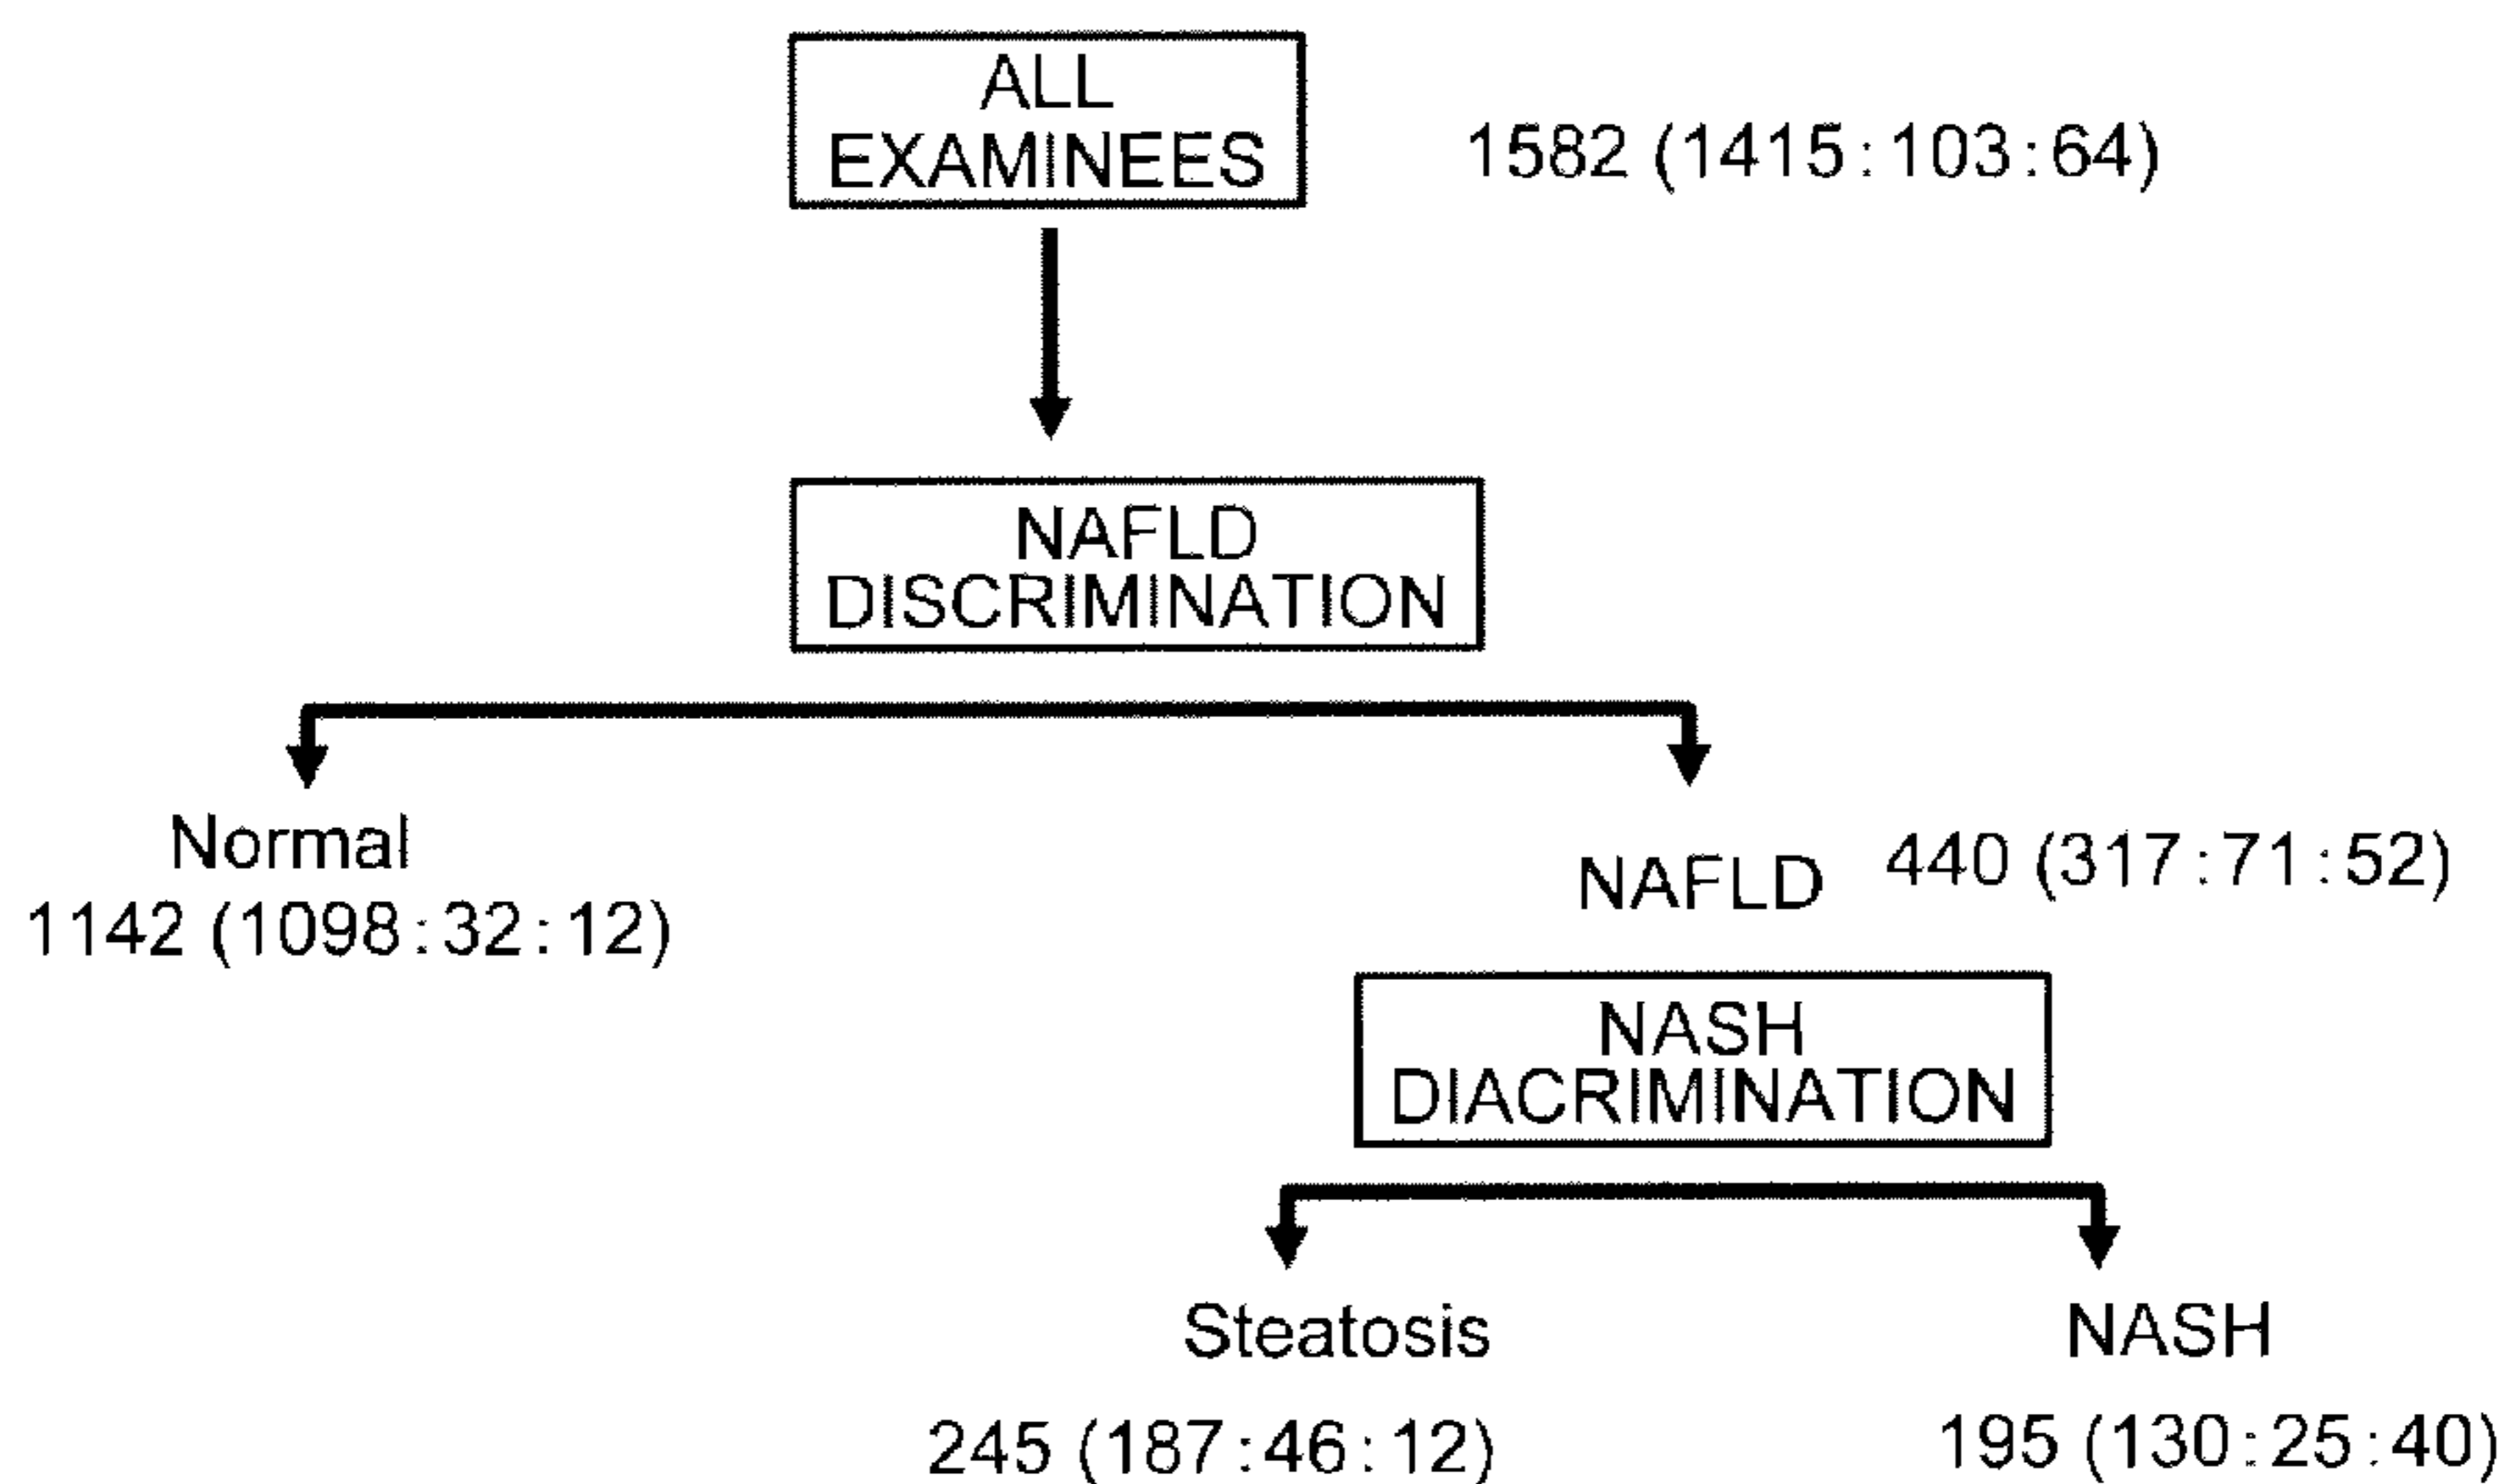 ALL
EXAMINEES
1582 (1415:103:64)
NAFLD
DISCRIMINATION
Normal
1142 (1098:32:12)
NAFLD
440 (317:71:52)
NASH
DIACRIMINATION
Steatosis
245 (187:46:12)
NASH
195 (130:25:40)